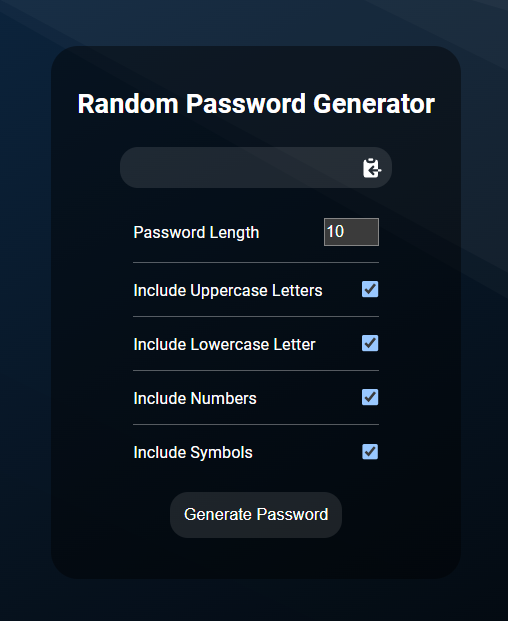 Random Password Generator
Password Length 10
Include Uppercase Letters
Include Lowercase Letter
Include Numbers
Include Symbols
Generate Password